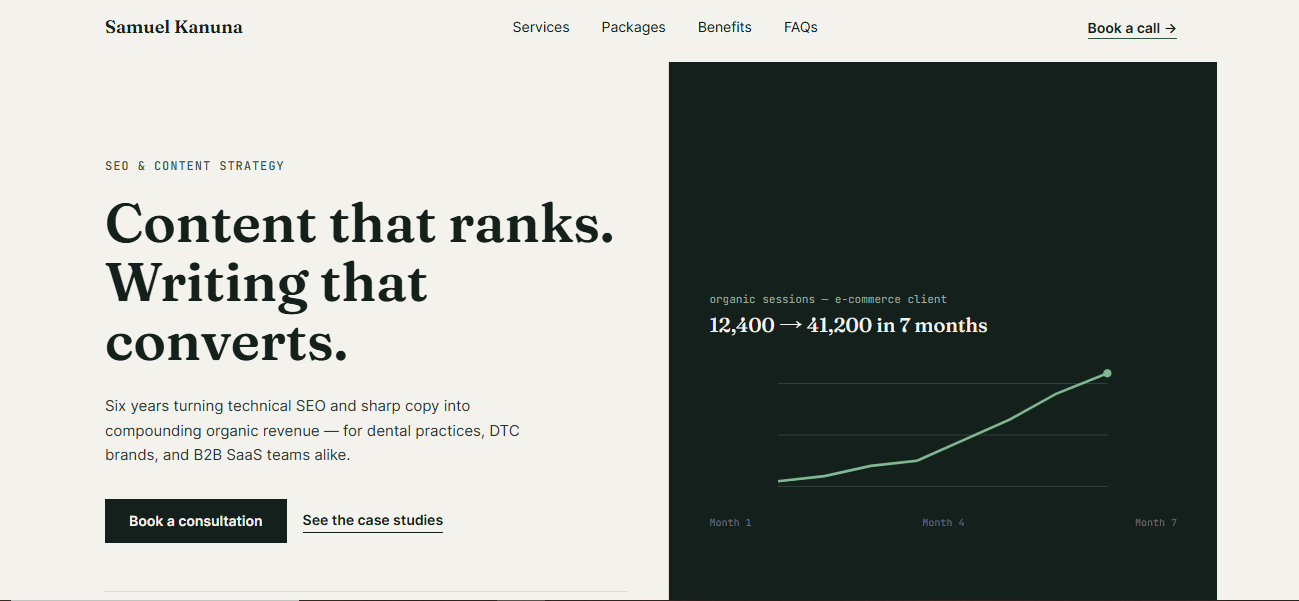 Samuel Kanuna
Services
Packages
Benefits
FAQs
Book a call →
SEO & CONTENT STRATEGY
Content that ranks.
Writing that
converts.
Six years turning technical SEO and sharp copy into
compounding organic revenue — for dental practices, DTC
brands, and B2B SaaS teams alike.
Book a consultation
See the case studies
organic sessions — e-commerce client
12,400 → 41,200 in 7 months
Month 1
Month 4
Month 7